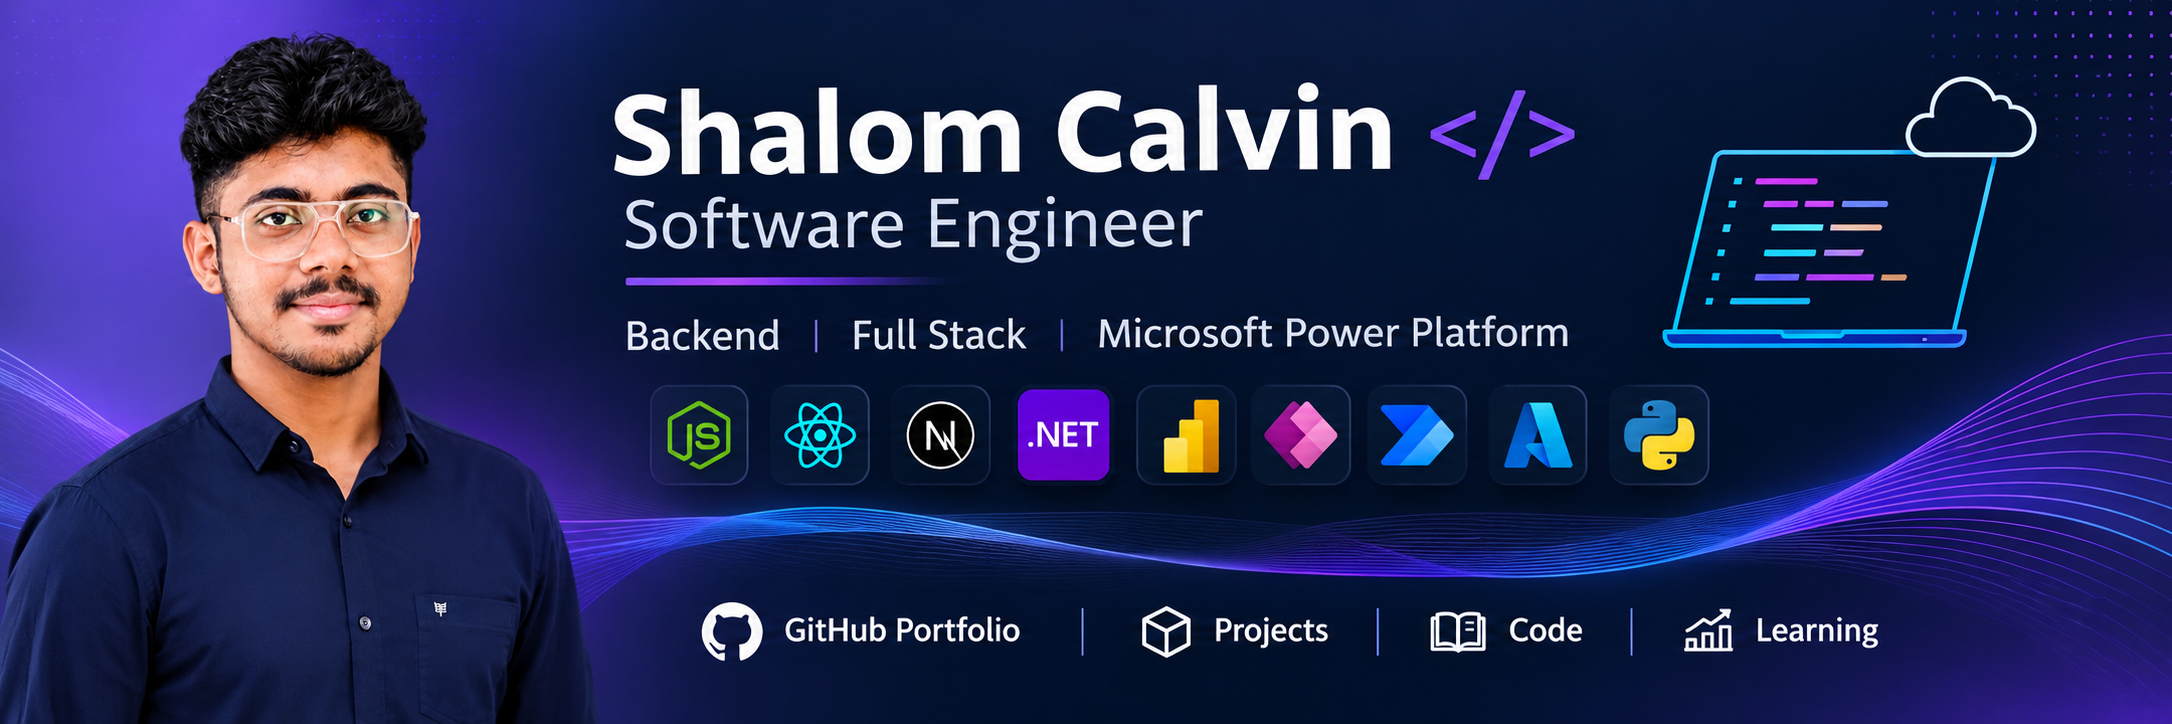 Shalom Calvin </>
Software Engineer
Backend | Full Stack | Microsoft Power Platform
JS N .NET
GitHub Portfolio | Projects | Code | Learning